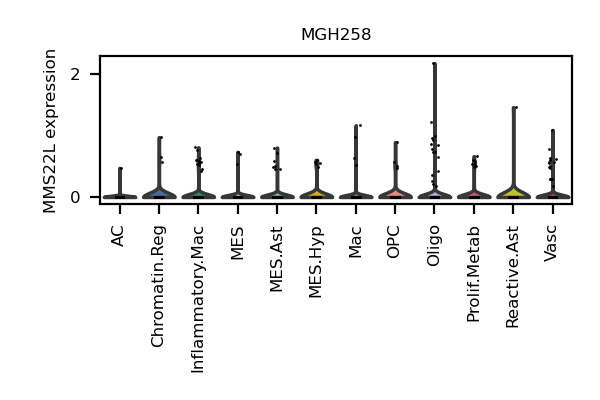 MGH258
MMS22L expression
2
0
AC
Chromatin.Reg
Inflammatory.Mac
MES
MES.Ast
MES.Hyp
Mac
OPC
Oligo
Prolif.Metab
Reactive.Ast
Vasc